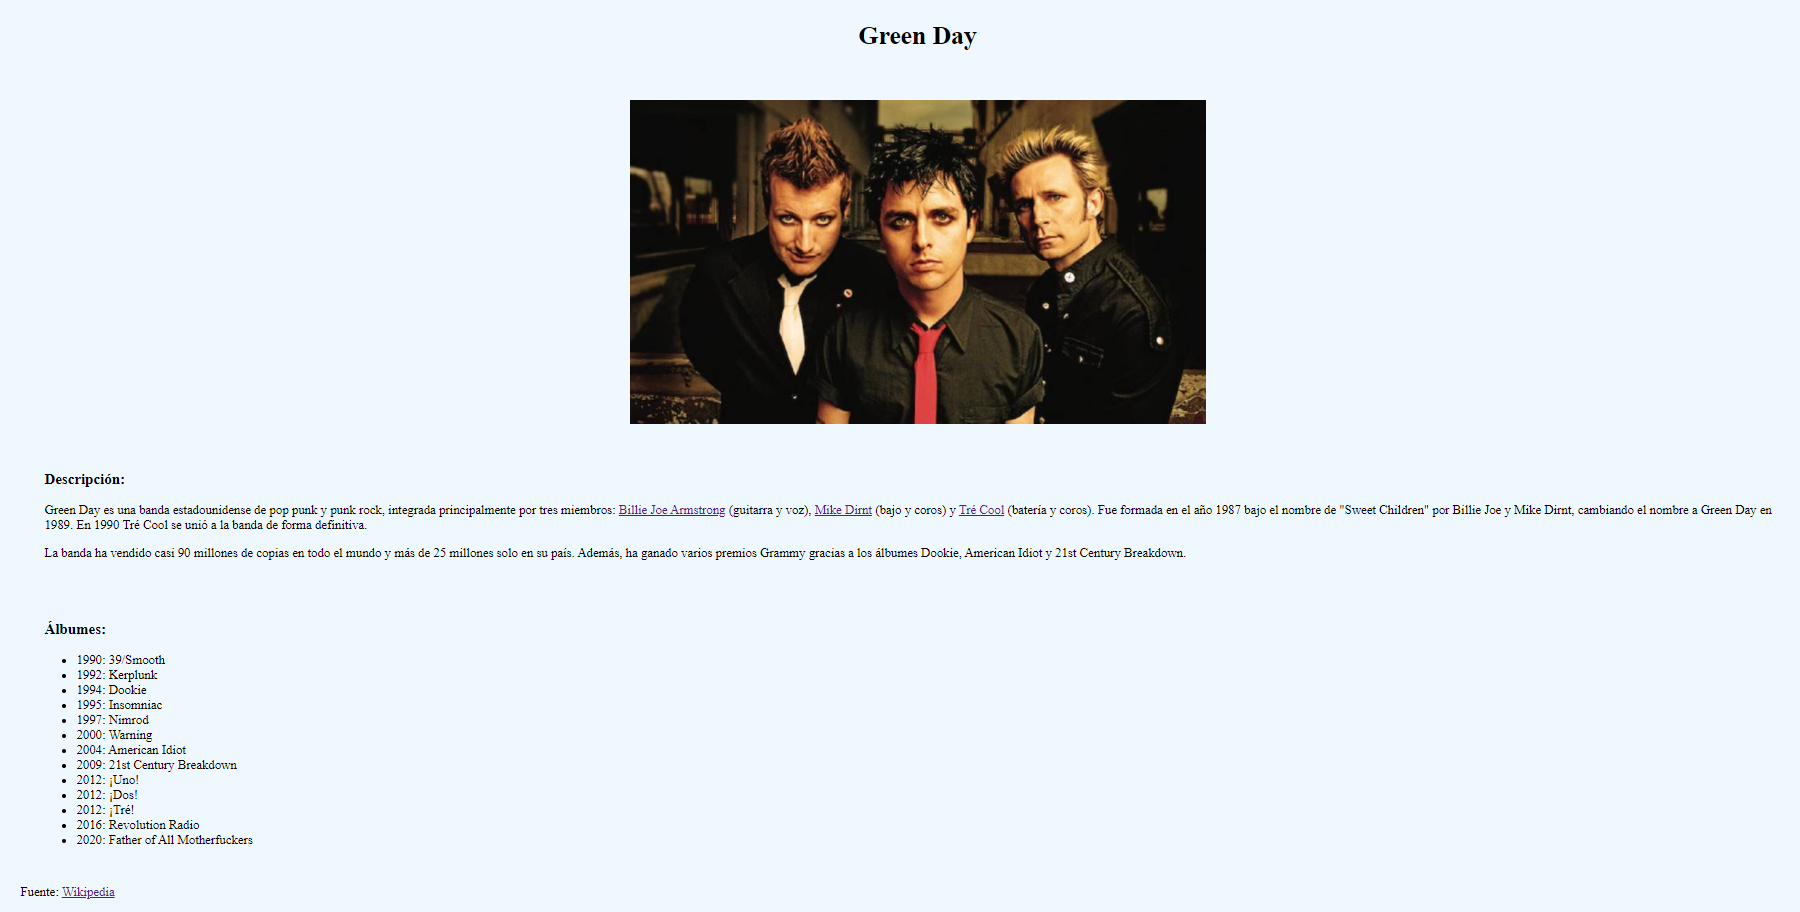 Green Day
Descripción:
Green Day es una banda estadounidense de pop punk y punk rock, integrada principalmente por tres miembros: Billie Joe Armstrong (guitarra y voz), Mike Dirnt (bajo y coros) y Tré Cool (batería y coros). Fue formada en el año 1987 bajo el nombre de "Sweet Children" por Billie Joe y Mike Dirnt, cambiando el nombre a Green Day en
1989. En 1990 Tré Cool se unió a la banda de forma definitiva.
La banda ha vendido casi 90 millones de copias en todo el mundo y más de 25 millones solo en su país. Además, ha ganado varios premios Grammy gracias a los álbumes Dookie, American Idiot y 21st Century Breakdown.
Álbumes:
• 1990: 39/Smooth
• 1992: Kerplunk
• 1994: Dookie
• 1995: Insomniac
• 1997: Nimrod
• 2000: Warning
• 2004: American Idiot
• 2009: 21st Century Breakdown
• 2012: ¡Uno!
• 2012: ¡Dos!
• 2012: ¡Tré!
• 2016: Revolution Radio
• 2020: Father of All Motherfuckers
Fuente: Wikipedia